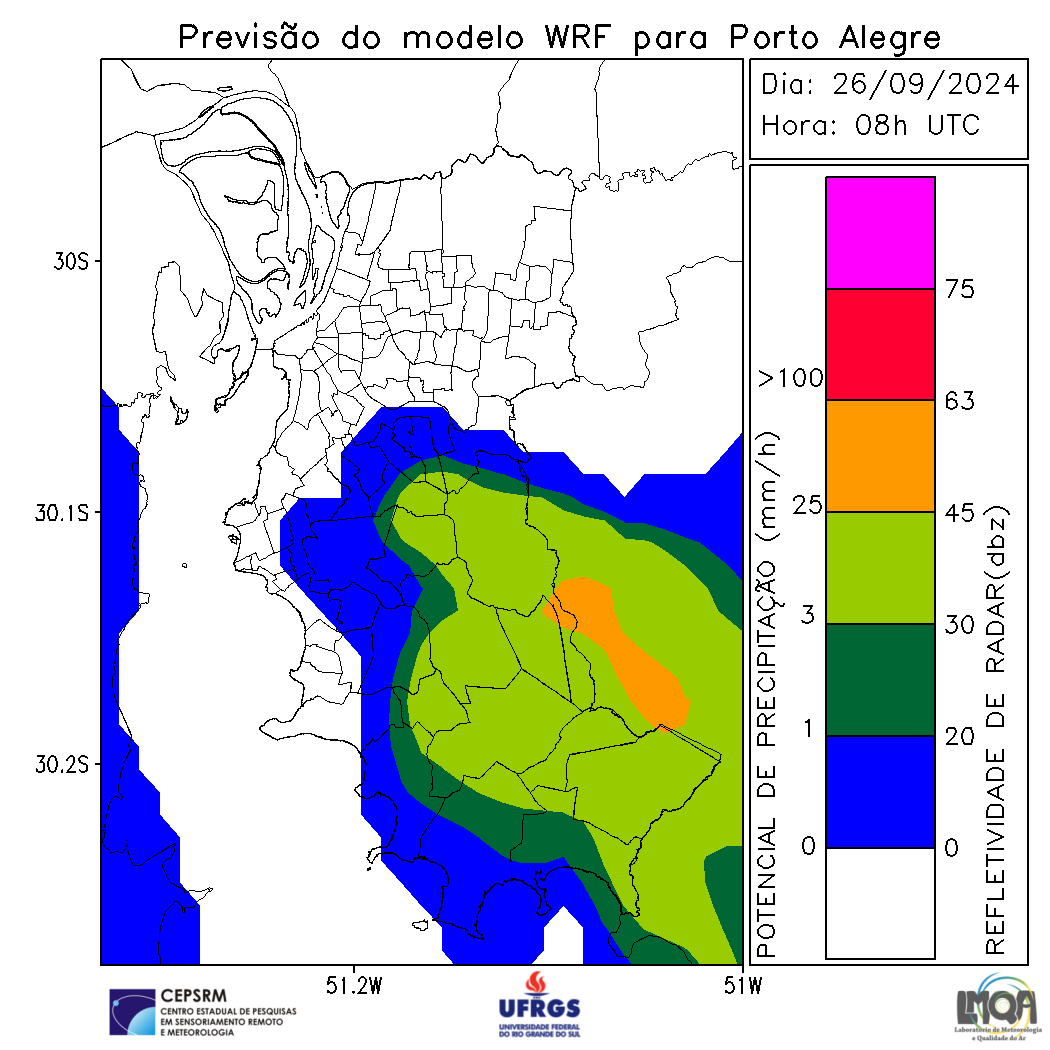 Previsão do modelo WRF para Porto Alegre
Dia: 26/09/2024
Hora: 08h UTC
30S
30.1S
30.2S
51.2W
51W
POTENCIAL DE PRECIPITAÇÃO (mm/h)
>100
25
3
1
0
75
63
45
30
20
0
REFLETIVIDADE DE RADAR(dbz)
CEPSRM
CENTRO ESTADUAL DE PESQUISAS
EM SENSORIAMENTO REMOTO
E METEOROLOGIA
UFRGS
UNIVERSIDADE FEDERAL
DO RIO GRANDE DO SUL
LMQA
Laboratório de Meteorologia
e Qualidade do Ar